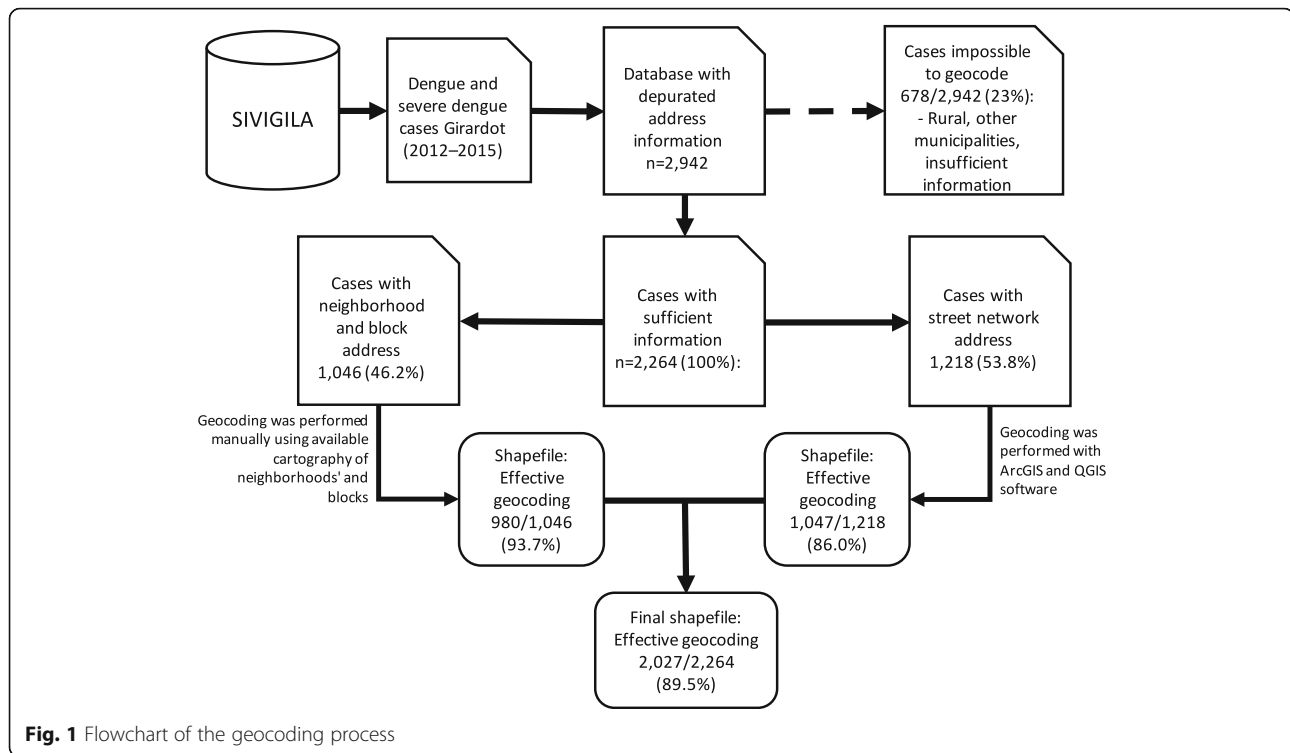 SIVIGILA
Dengue and
severe dengue
cases Girardot
(2012–2015)
Database with
depurated
address
information
n=2,942
Cases impossible
to geocode
678/2,942 (23%):
- Rural, other
municipalities,
insufficient
information
Cases with
neighborhood
and block
address
1,046 (46.2%)
Cases with
sufficient
information
n=2,264 (100%):
Cases with
street network
address
1,218 (53.8%)
Geocoding was performed
manually using available
cartography of
neighborhoods' and
blocks
Shapefile:
Effective
geocoding
980/1,046
(93.7%)
Shapefile:
Effective
geocoding
1,047/1,218
(86.0%)
Geocoding was
performed with
ArcGIS and QGIS
software
Final shapefile:
Effective geocoding
2,027/2,264
(89.5%)
Fig. 1 Flowchart of the geocoding process